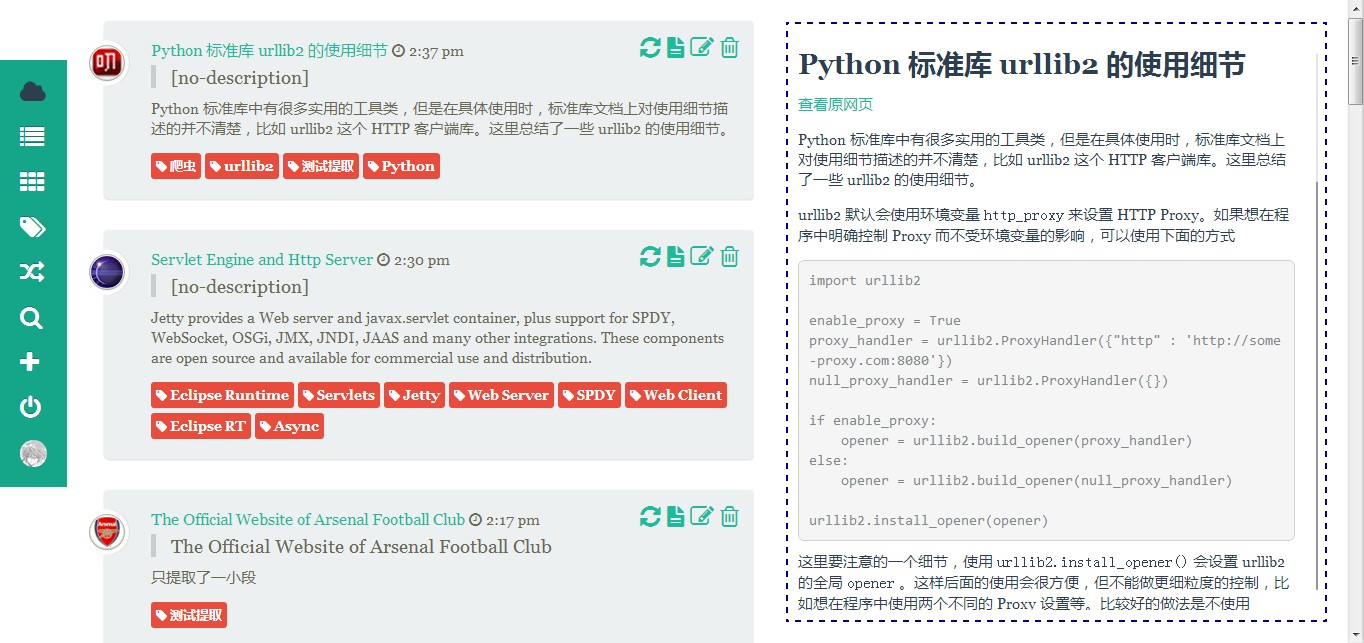 Python 标准库 urllib2 的使用细节 2:37 pm
[no-description]
Python 标准库中有很多实用的工具类，但是在具体使用时，标准库文档上对使用细节描
述的并不清楚，比如 urllib2 这个 HTTP 客户端库。这里总结了一些 urllib2 的使用细节。
爬虫 urllib2 测试提取 Python
Servlet Engine and Http Server 2:30 pm
[no-description]
Jetty provides a Web server and javax.servlet container, plus support for SPDY,
WebSocket, OSGi, JMX, JNDI, JAAS and many other integrations. These components
are open source and available for commercial use and distribution.
Eclipse Runtime Servlets Jetty Web Server SPDY Web Client
Eclipse RT Async
Arsenal
The Official Website of Arsenal Football Club 2:17 pm
The Official Website of Arsenal Football Club
只提取了一小段
测试提取
Python 标准库 urllib2 的使用细节
查看原网页
Python 标准库中有很多实用的工具类，但是在具体使用时，标准库文档上
对使用细节描述的并不清楚，比如 urllib2 这个 HTTP 客户端库。这里总结
了一些 urllib2 的使用细节。
urllib2 默认会使用环境变量 http_proxy 来设置 HTTP Proxy。如果想在程
序中明确控制 Proxy 而不受环境变量的影响，可以使用下面的方式
import urllib2
enable_proxy = True
proxy_handler = urllib2.ProxyHandler({"http" : 'http://some
-proxy.com:8080'})
null_proxy_handler = urllib2.ProxyHandler({})
if enable_proxy:
    opener = urllib2.build_opener(proxy_handler)
else:
    opener = urllib2.build_opener(null_proxy_handler)
urllib2.install_opener(opener)
这里要注意的一个细节，使用 urllib2.install_opener() 会设置 urllib2
的全局 opener 。这样后面的使用会很方便，但不能做更细粒度的控制，比
如想在程序中使用两个不同的 Proxy 设置等。比较好的做法是不使用